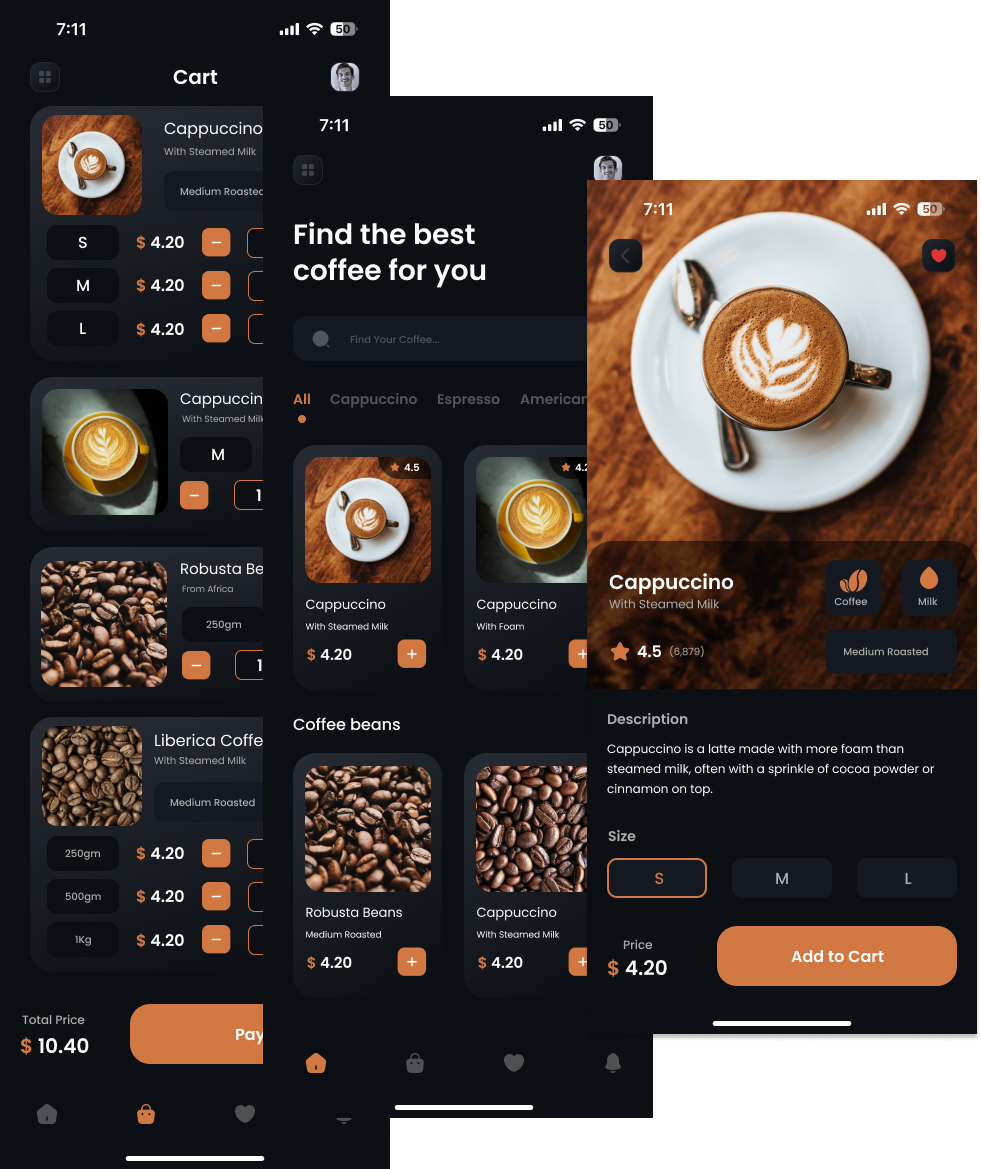 7:11
50
Cart
Cappuccino
With Steamed Milk
Medium Roasted
S
$ 4.20
M
$ 4.20
L
$ 4.20
Cappuccin
With Steamed Milk
M
1
Robusta Be
From Africa
250gm
1
Liberica Coffe
With Steamed Milk
Medium Roasted
250gm
$ 4.20
500gm
$ 4.20
1Kg
$ 4.20
Total Price
$ 10.40
Pay
7:11
50
Find the best
coffee for you
Find Your Coffee...
All Cappuccino Espresso American
4.5
Cappuccino
With Steamed Milk
$ 4.20
4.2
Cappuccino
With Foam
$ 4.20
Coffee beans
Robusta Beans
Medium Roasted
$ 4.20
Cappuccino
With Steamed Milk
$ 4.20
7:11
50
Cappuccino
With Steamed Milk
Coffee
Milk
4.5 (6,879)
Medium Roasted
Description
Cappuccino is a latte made with more foam than
steamed milk, often with a sprinkle of cocoa powder or
cinnamon on top.
Size
S M L
Price
$ 4.20
Add to Cart